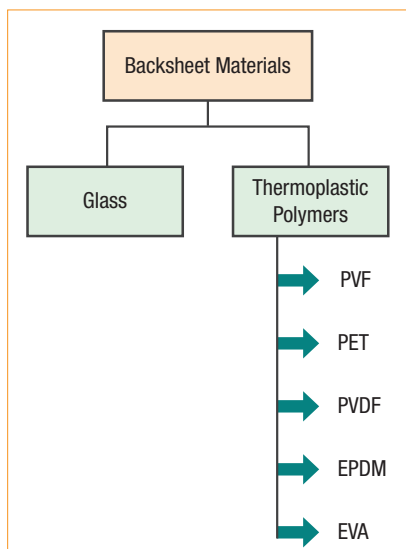 Backsheet Materials
Glass
Thermoplastic
Polymers
PVF
PET
PVDF
EPDM
EVA